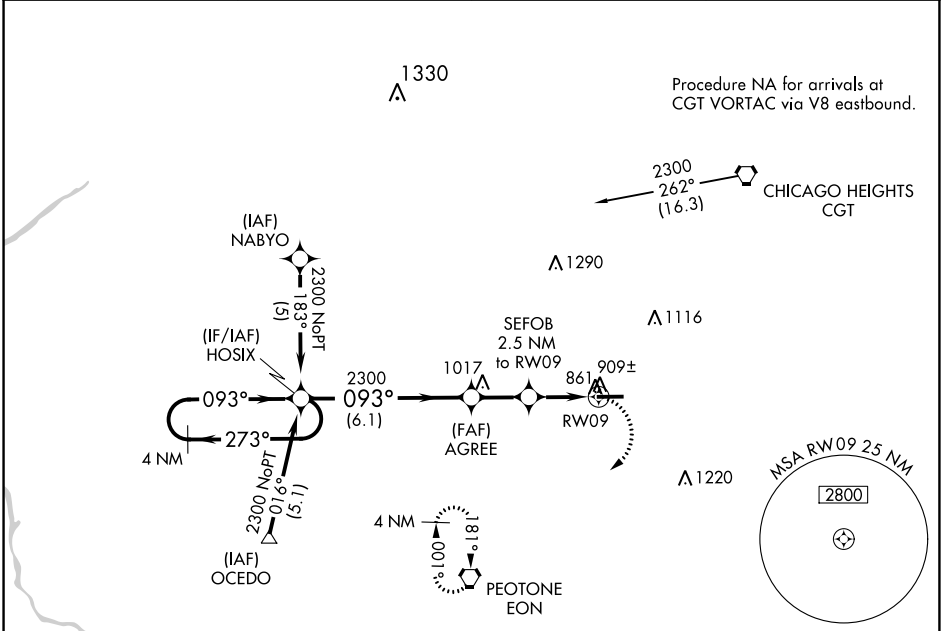 1330
Procedure NA for arrivals at
CGT VORTAC via V8 eastbound.
2300
262°
(16.3)
CHICAGO HEIGHTS
CGT
(IAF)
NABYO
2300 NoPT
183°
(5)
1290
1116
(IF/IAF)
HOSIX
SEFOB
2.5 NM
to RW09
1017
861
909±
093°
2300
093°
(6.1)
273°
4 NM
(FAF)
AGREE
RW09
2300 NoPT
016°
(5.1)
(IAF)
OCEDO
1220
4 NM
181°
001°
PEOTONE
EON
MSA RW09 25 NM
2800